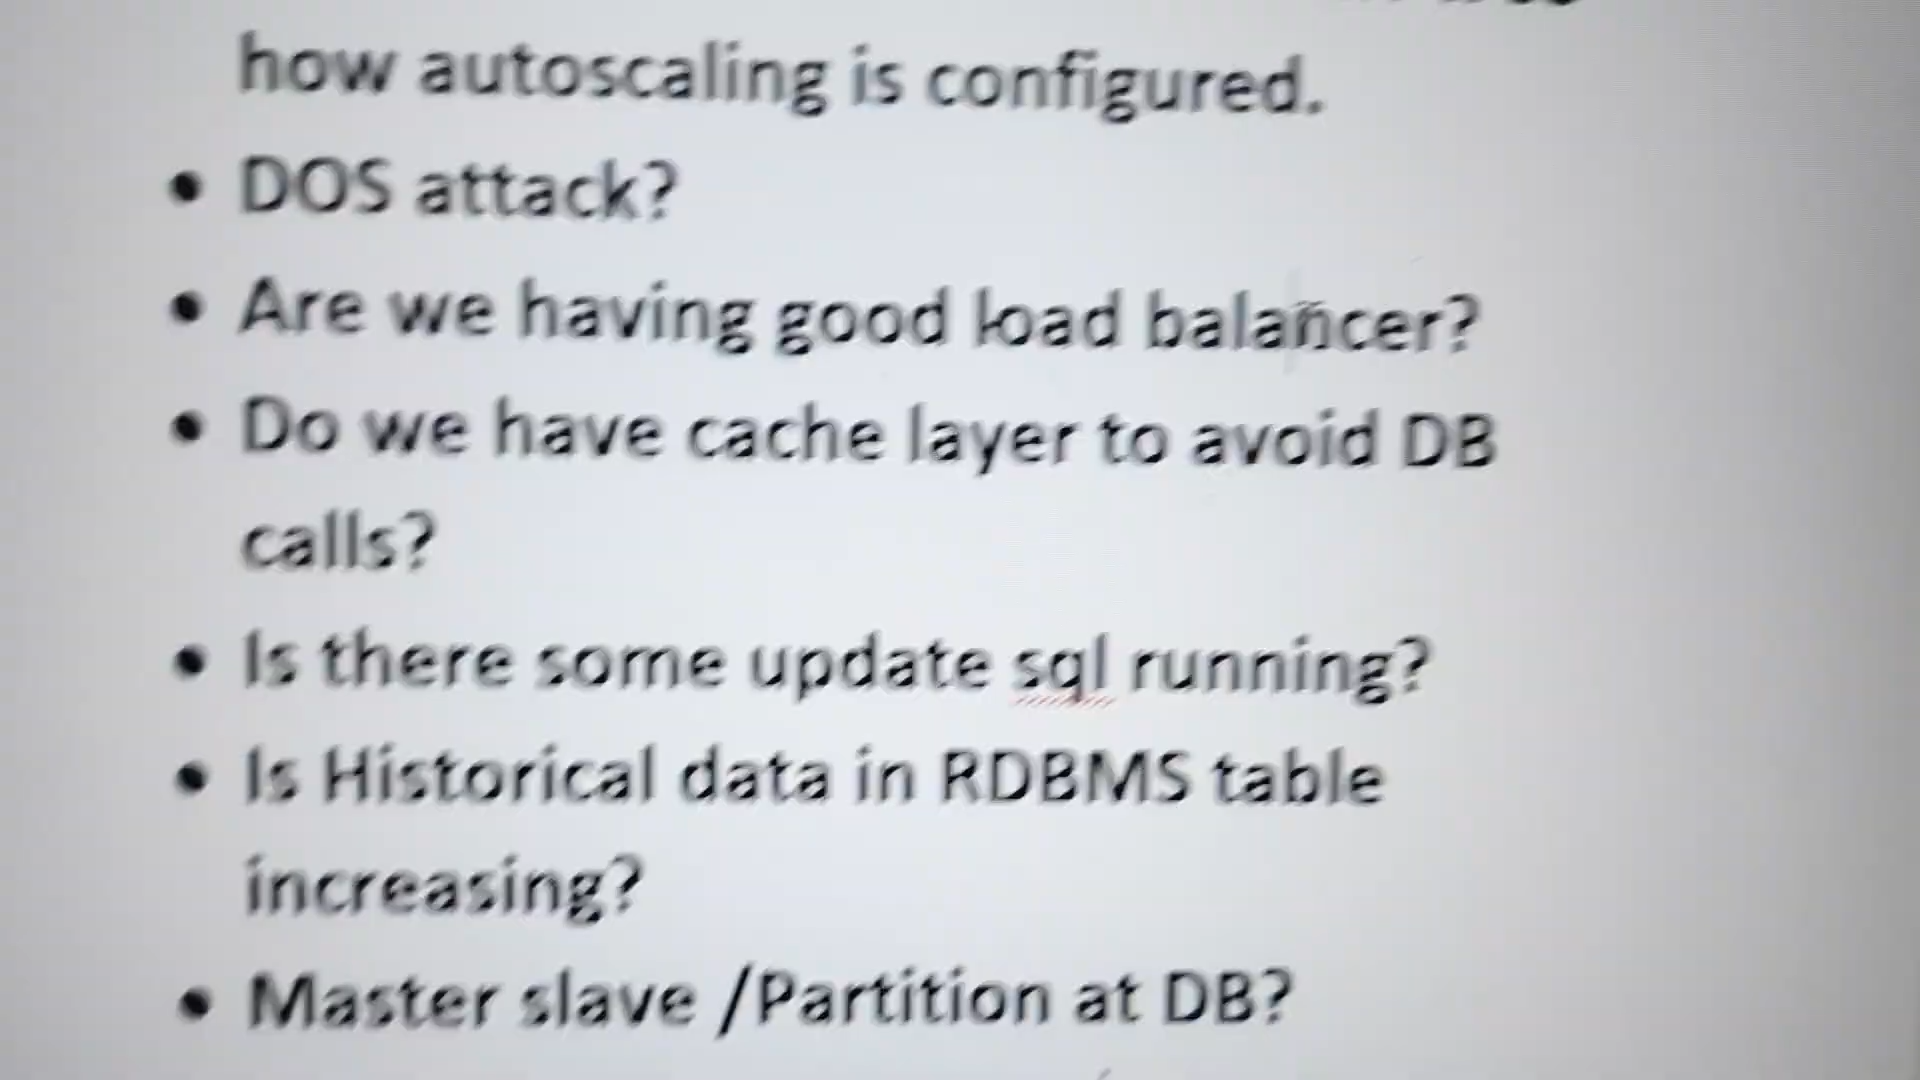 how autoscaling is configured.
• DOS attack?
• Are we having good load balancer?
• Do we have cache layer to avoid DB
calls?
• Is there some update sql running?
• Is Historical data in RDBMS table
increasing?
• Master slave /Partition at DB?